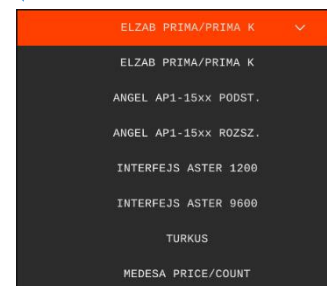 ELZAB PRIMA/PRIMA K
ELZAB PRIMA/PRIMA K
ANGEL AP1-15xx PODST.
ANGEL AP1-15xx ROZSZ.
INTERFEJS ASTER 1200
INTERFEJS ASTER 9600
TURKUS
MEDESA PRICE/COUNT